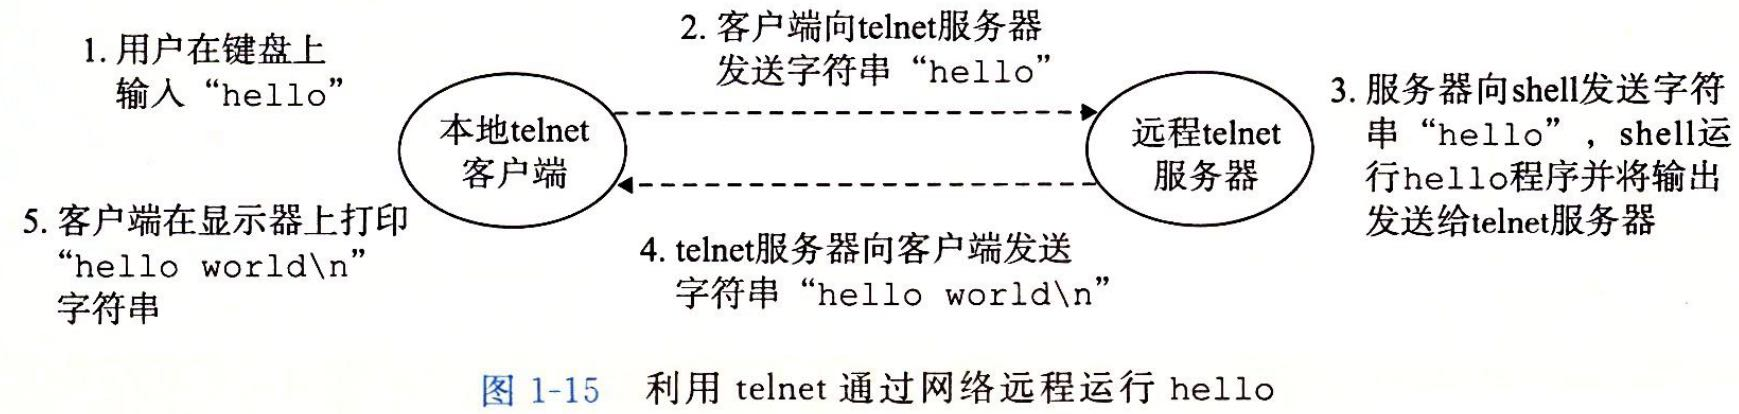 1. 用户在键盘上
输入“hello”
2. 客户端向telnet服务器
发送字符串“hello”
本地telnet
客户端
远程telnet
服务器
3. 服务器向shell发送字符
串“hello”，shell运
行hello程序并将输出
发送给telnet服务器
4. telnet服务器向客户端发送
字符串“hello world\n”
5. 客户端在显示器上打印
“hello world\n”
字符串
图 1-15 利用 telnet 通过网络远程运行 hello